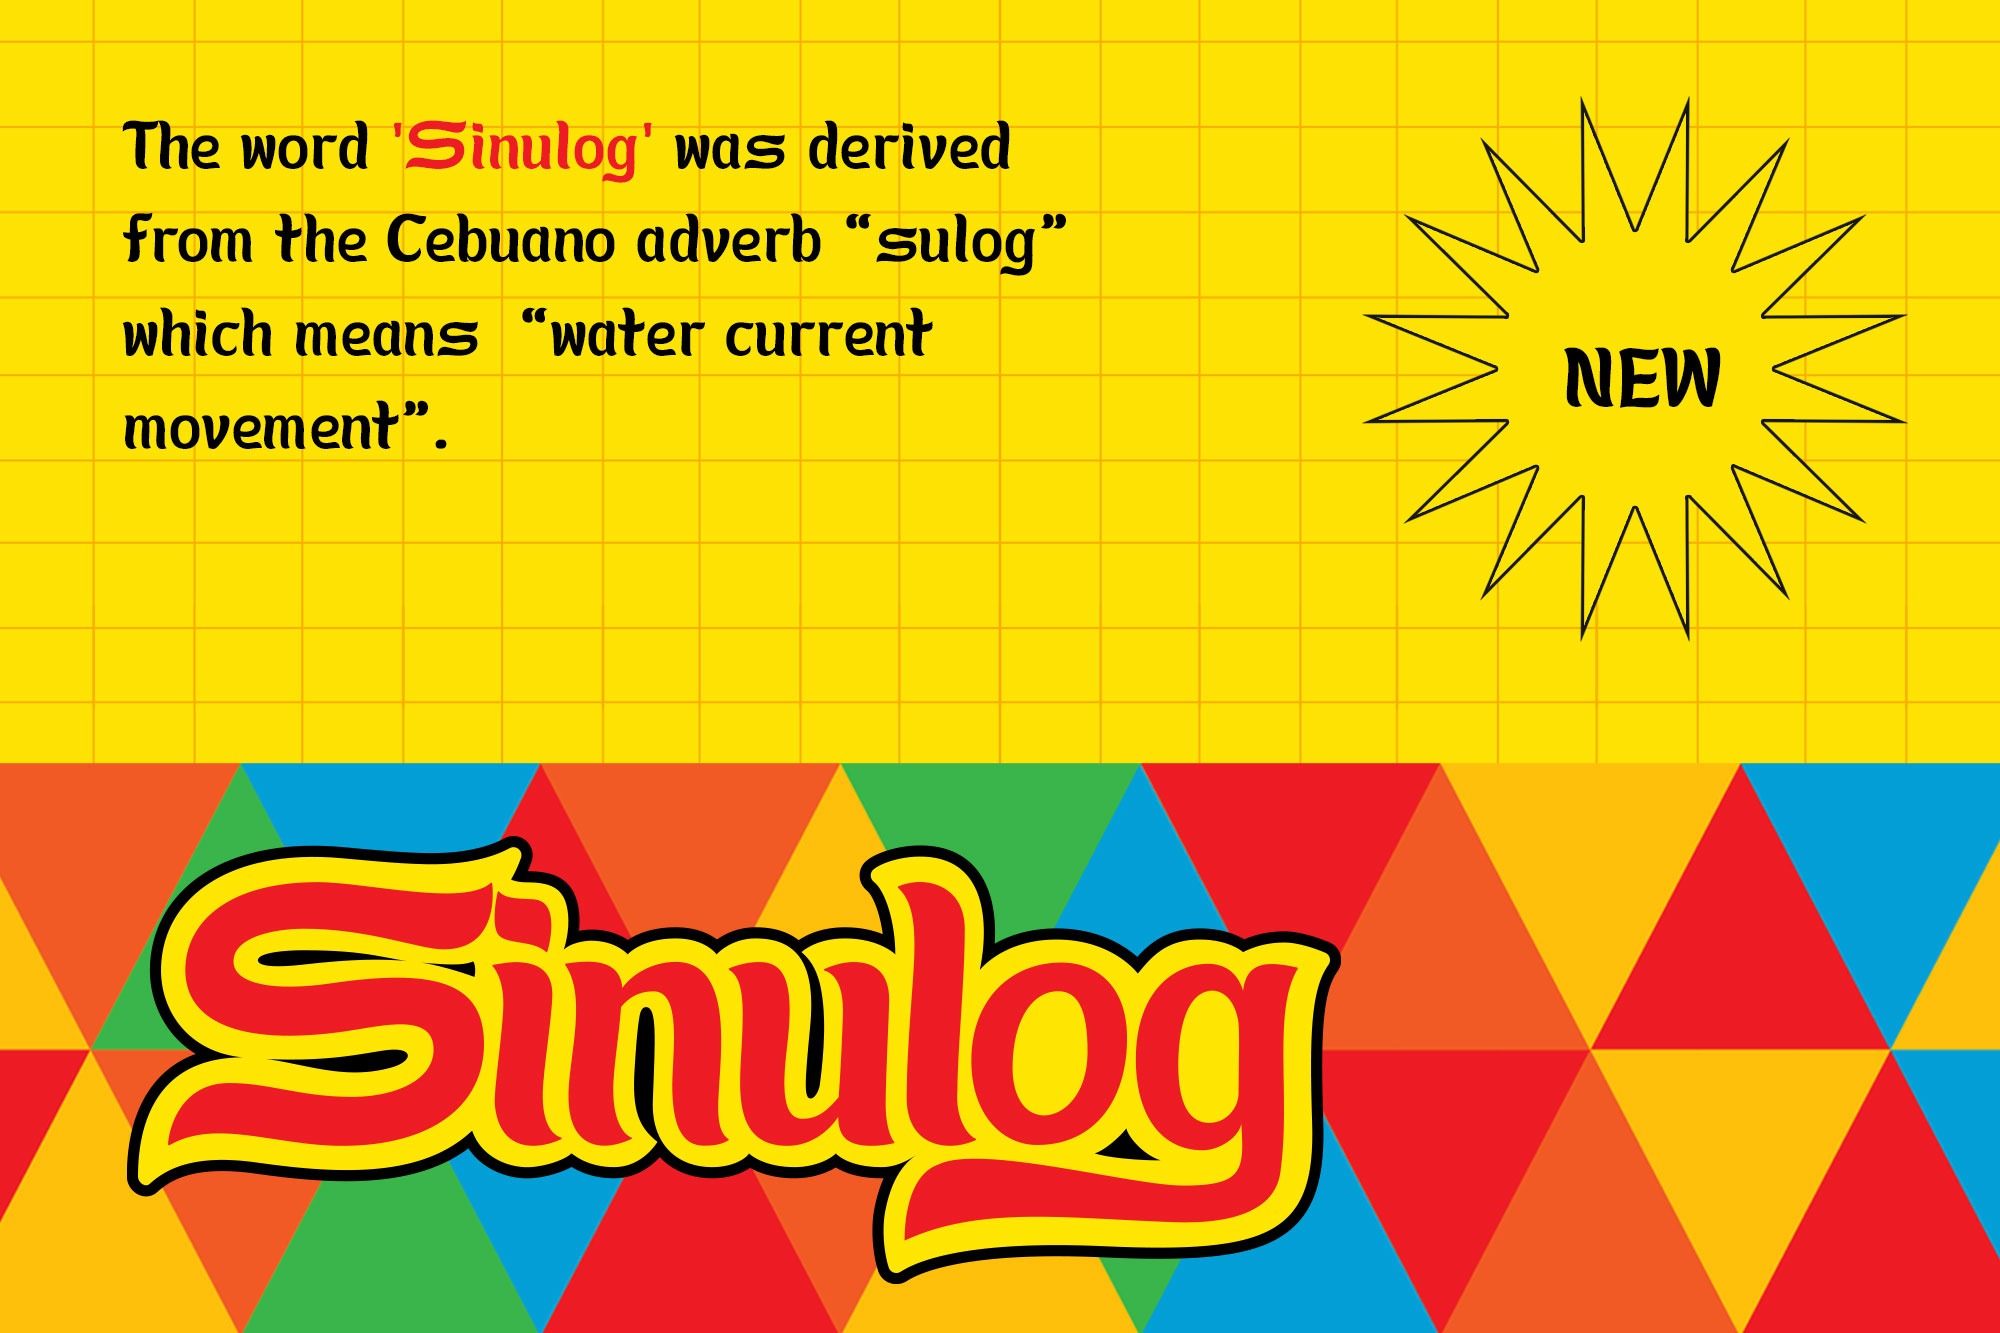 The word 'Sinulog' was derived
from the Cebuano adverb “sulog”
which means “water current
movement”.
NEW
Sinulog